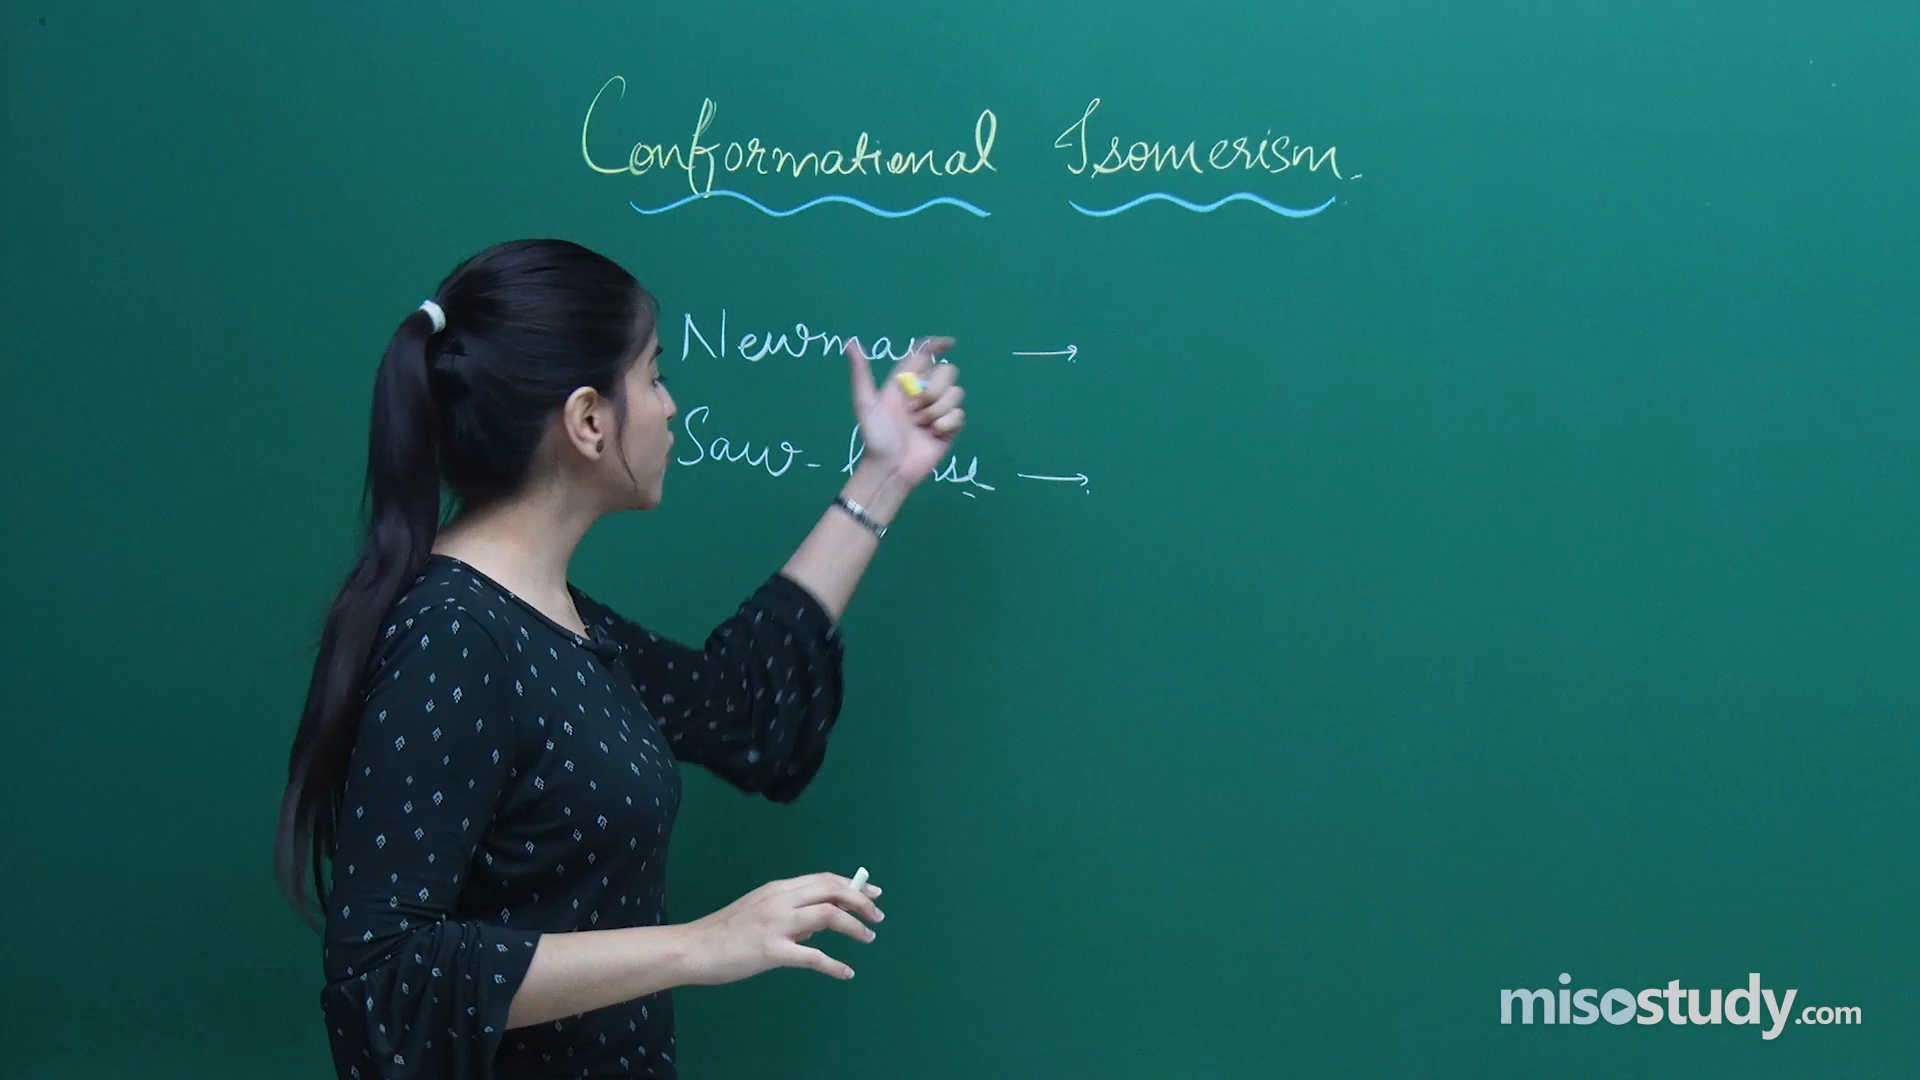 Conformational Isomerism.
Newman. →
Saw- →
misostudy.com